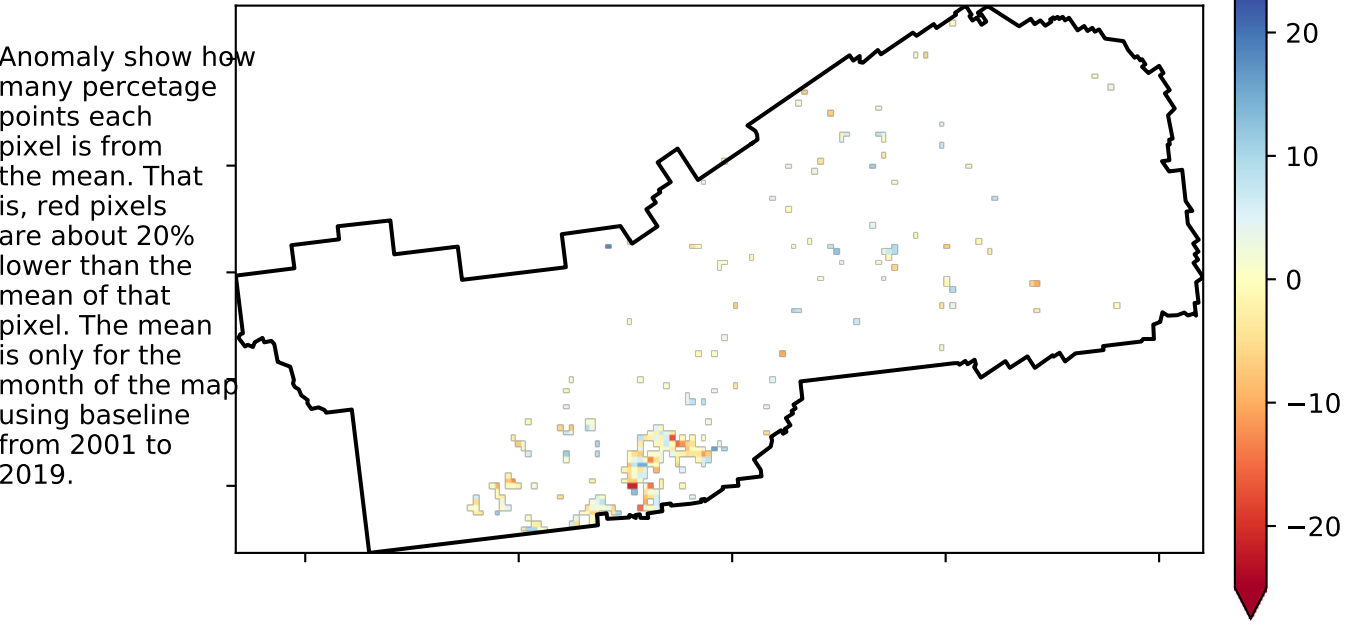 Anomaly show how
many percetage
points each
pixel is from
the mean. That
is, red pixels
are about 20%
lower than the
mean of that
pixel. The mean
is only for the
month of the map
using baseline
from 2001 to
2019.
20
10
0
−10
−20